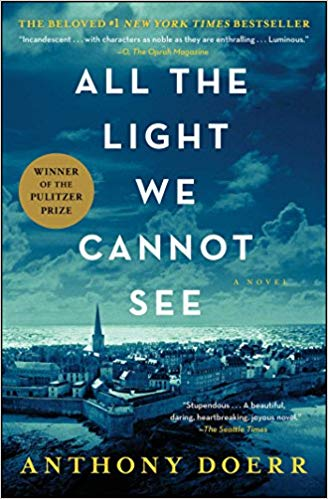 THE BELOVED #1 NEW YORK TIMES BESTSELLER
"Incandescent . . . with characters as noble as they are enthralling . . . Luminous."
—O, The Oprah Magazine
ALL THE
LIGHT
WE
CANNOT
SEE
WINNER
OF THE
PULITZER
PRIZE
A NOVEL
"Stupendous . . . A beautiful,
daring, heartbreaking, joyous novel."
—The Seattle Times
ANTHONY DOERR